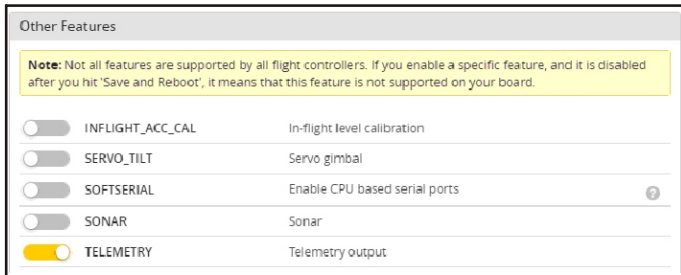 Other Features
Note: Not all features are supported by all flight controllers. If you enable a specific feature, and it is disabled
after you hit 'Save and Reboot', it means that this feature is not supported on your board.
INFLIGHT_ACC_CAL In-flight level calibration
SERVO_TILT Servo gimbal
SOFTSERIAL Enable CPU based serial ports ?
SONAR Sonar
TELEMETRY Telemetry output